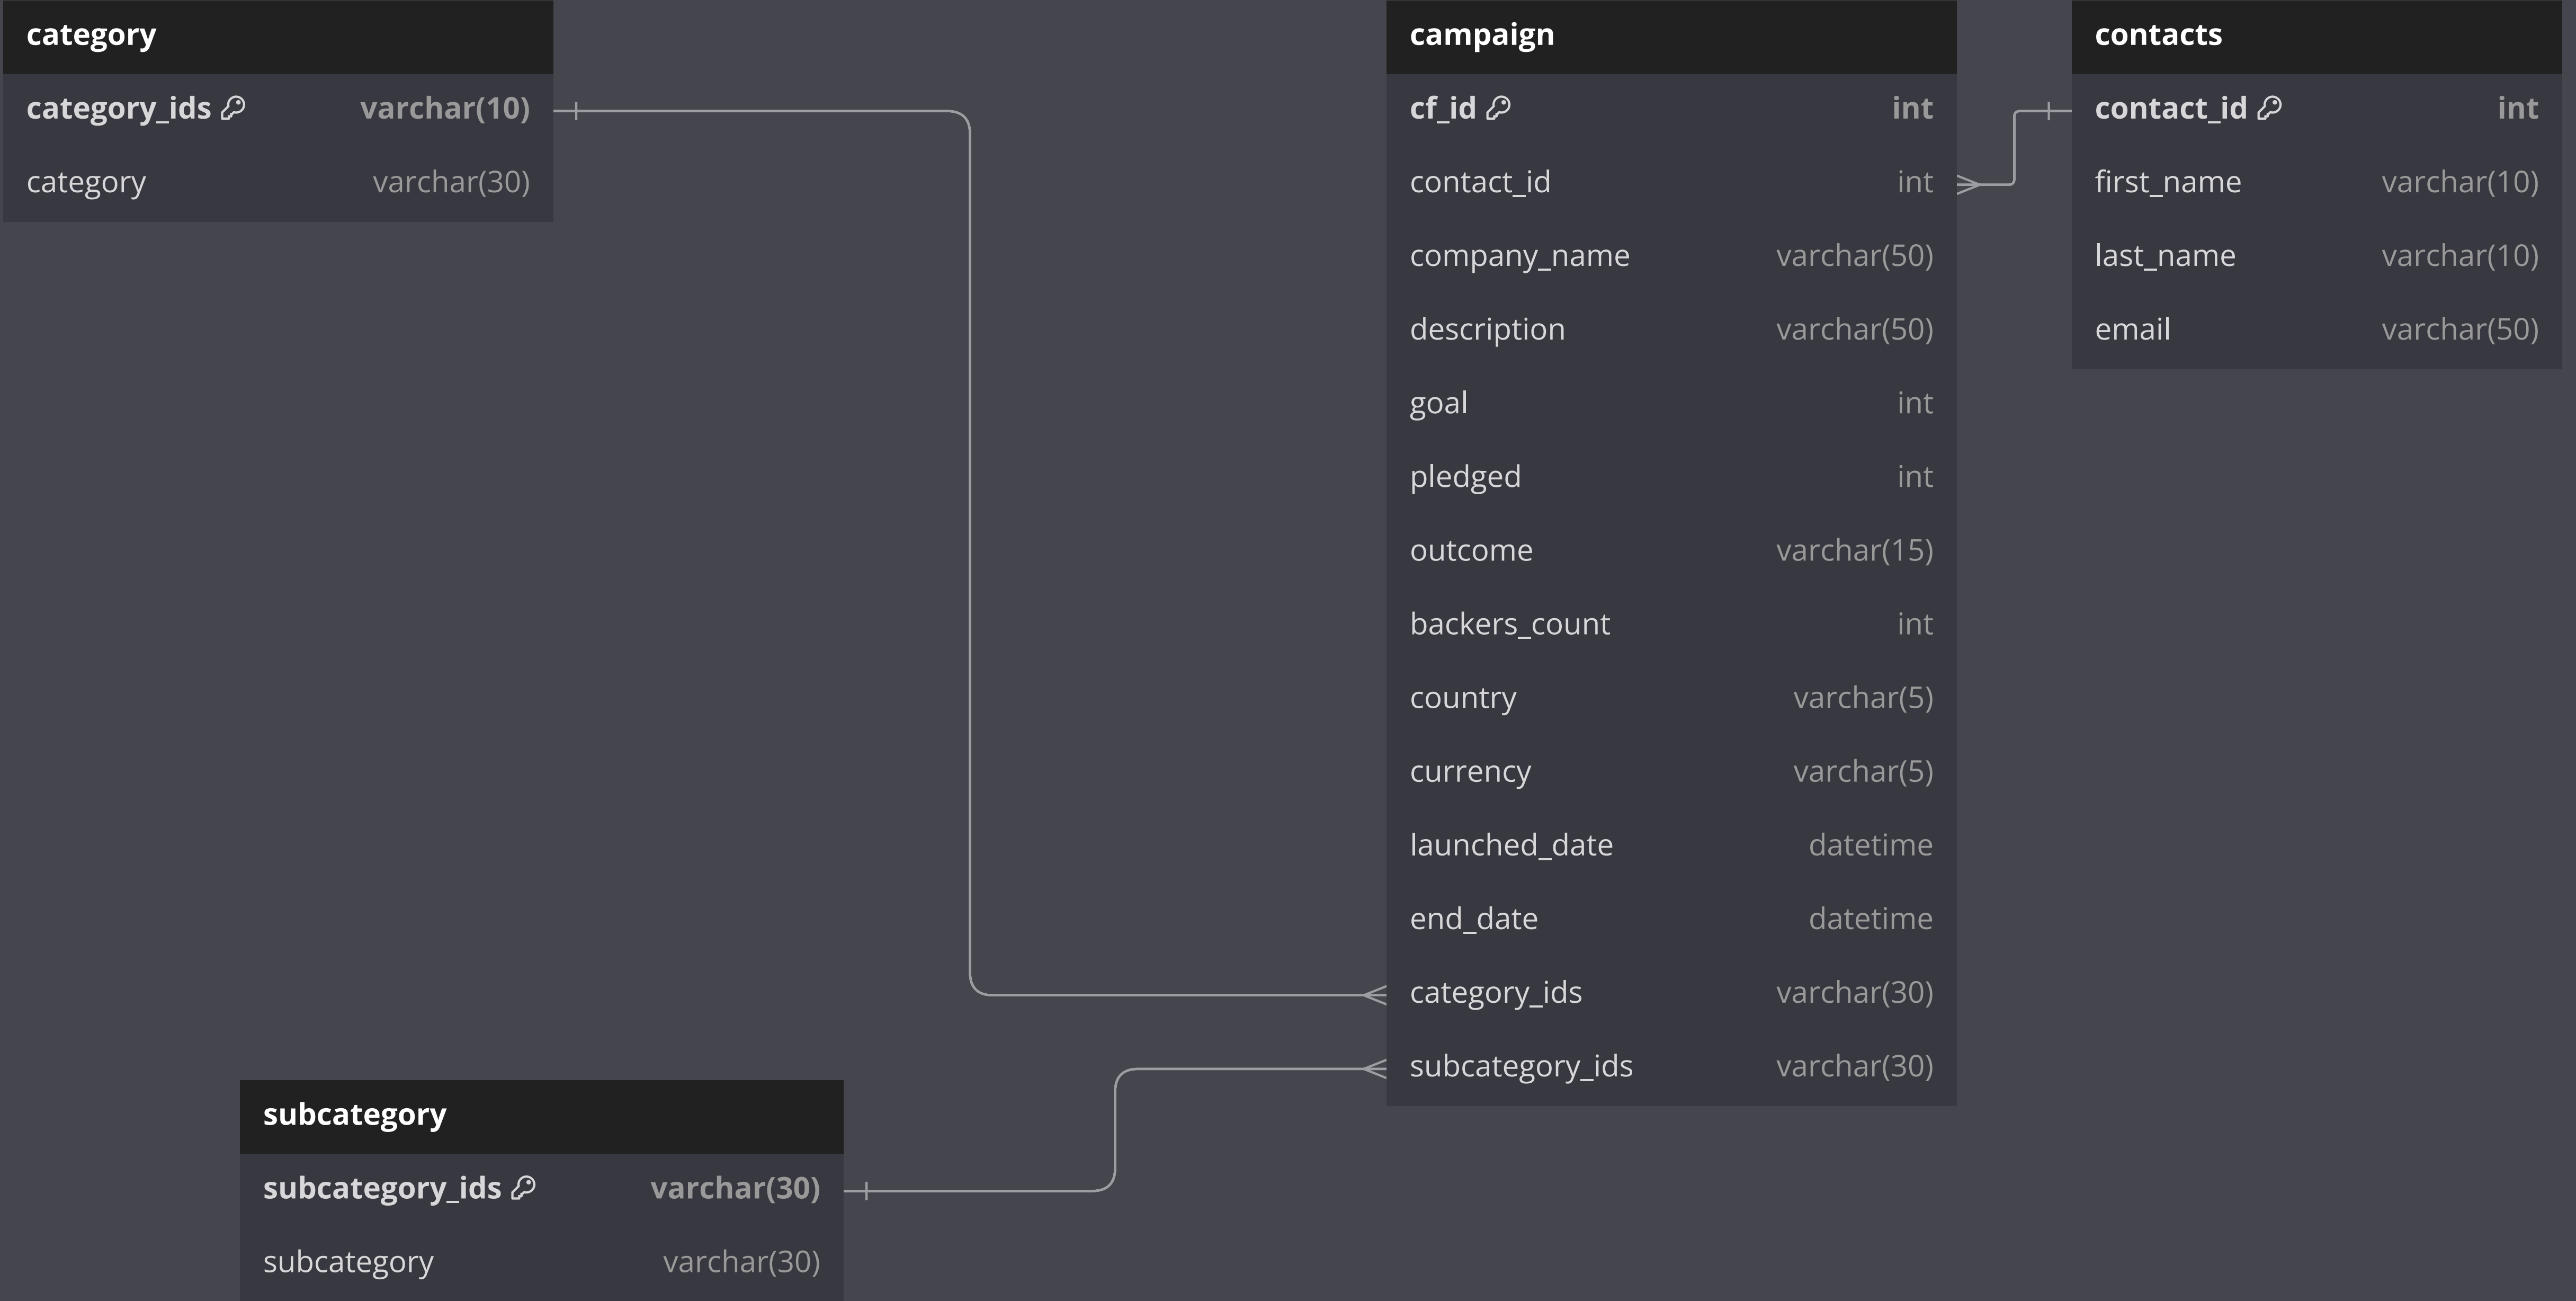 category
category_ids varchar(10)
category varchar(30)
campaign
cf_id int
contact_id int
company_name varchar(50)
description varchar(50)
goal int
pledged int
outcome varchar(15)
backers_count int
country varchar(5)
currency varchar(5)
launched_date datetime
end_date datetime
category_ids varchar(30)
subcategory_ids varchar(30)
contacts
contact_id int
first_name varchar(10)
last_name varchar(10)
email varchar(50)
subcategory
subcategory_ids varchar(30)
subcategory varchar(30)